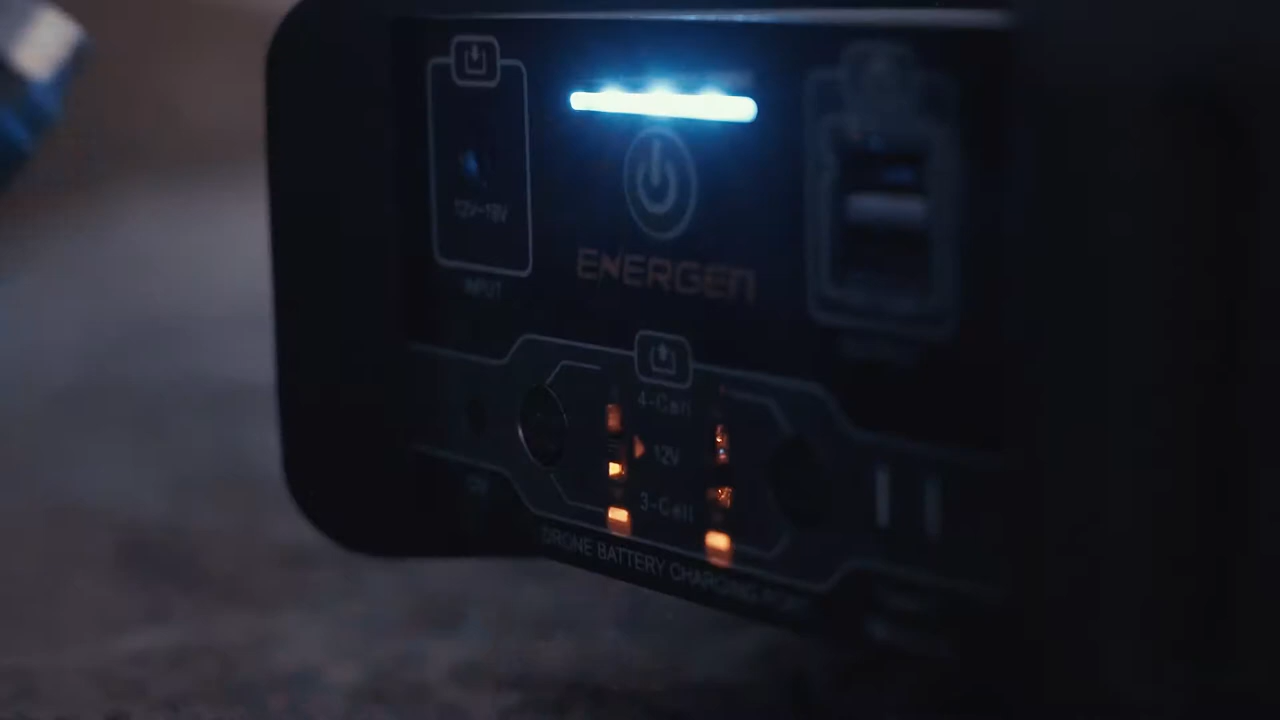 12V~19V
INPUT
ENERGEN
4-Cell
12V
3-Cell
DRONE BATTERY CHARGING PORT